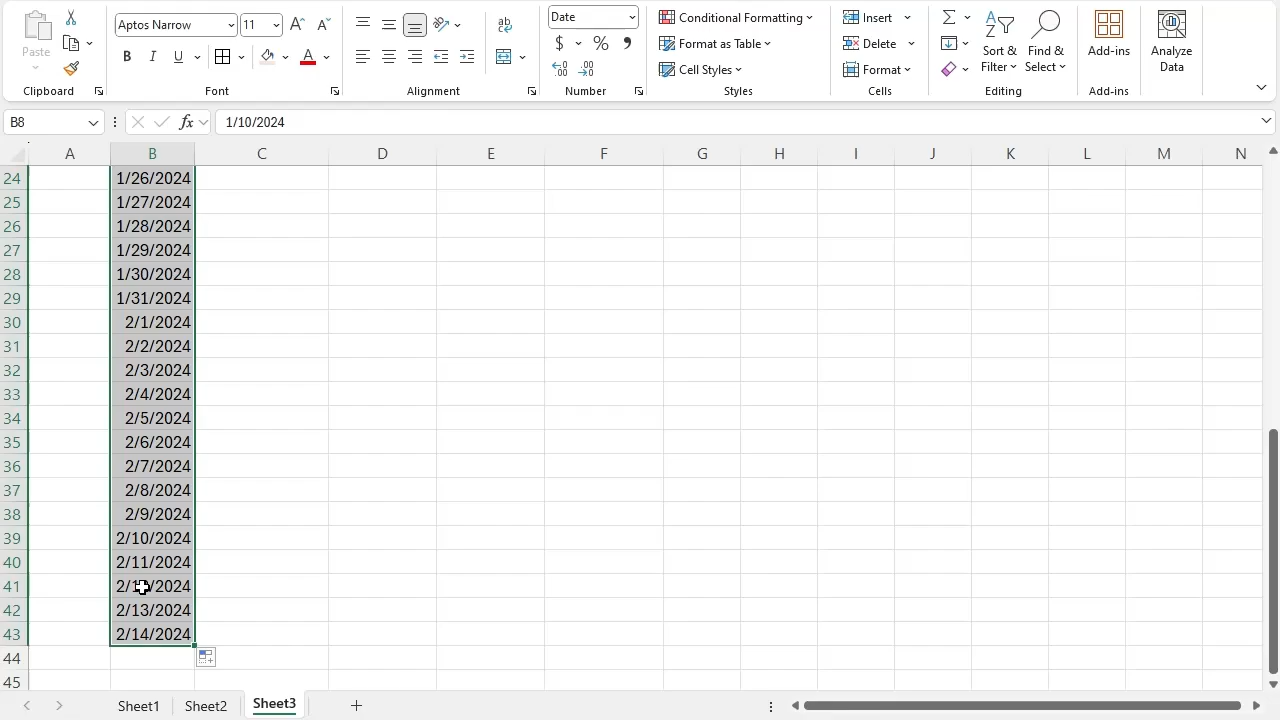 Paste
Clipboard
Aptos Narrow 11 A A
B I U A
Font
ab
Alignment
Date
$ % 9
Number
Conditional Formatting
Format as Table
Cell Styles
Styles
Insert
Delete
Format
Cells
Sort &
Filter
Find &
Select
Editing
Add-ins
Add-ins
Analyze
Data
B8 fx 1/10/2024
A B C D E F G H I J K L M N
24 1/26/2024
25 1/27/2024
26 1/28/2024
27 1/29/2024
28 1/30/2024
29 1/31/2024
30 2/1/2024
31 2/2/2024
32 2/3/2024
33 2/4/2024
34 2/5/2024
35 2/6/2024
36 2/7/2024
37 2/8/2024
38 2/9/2024
39 2/10/2024
40 2/11/2024
41
42 2/13/2024
43 2/14/2024
44
45
Sheet1 Sheet2 Sheet3 +